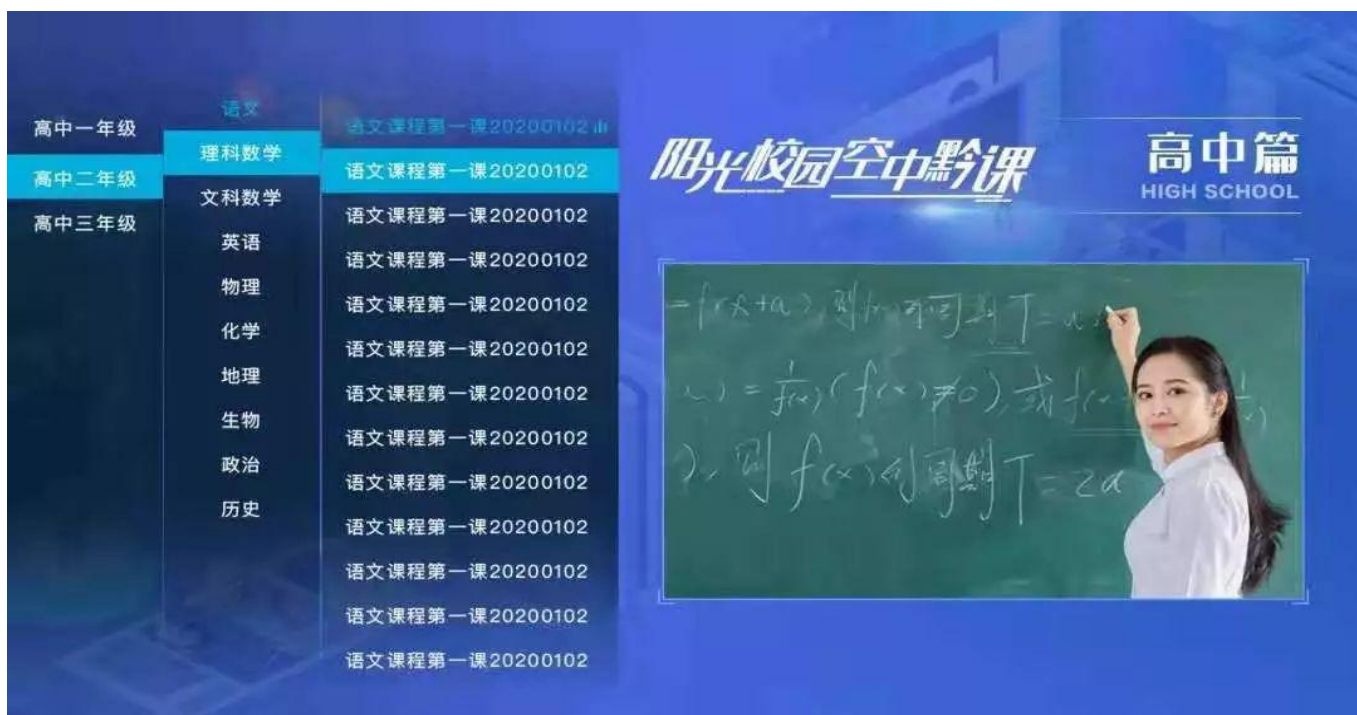 高中一年级
高中二年级
高中三年级
语文
理科数学
文科数学
英语
物理
化学
地理
生物
政治
历史
语文课程第一课20200102
语文课程第一课20200102
语文课程第一课20200102
语文课程第一课20200102
语文课程第一课20200102
语文课程第一课20200102
语文课程第一课20200102
语文课程第一课20200102
语文课程第一课20200102
语文课程第一课20200102
语文课程第一课20200102
语文课程第一课20200102
语文课程第一课20200102
阳光校园空中黔课
高中篇
HIGH SCHOOL
=f(x+a),则 T=a
)=1/f(x)(f(x)≠0),或f(
),则f(x)的周期T=2a